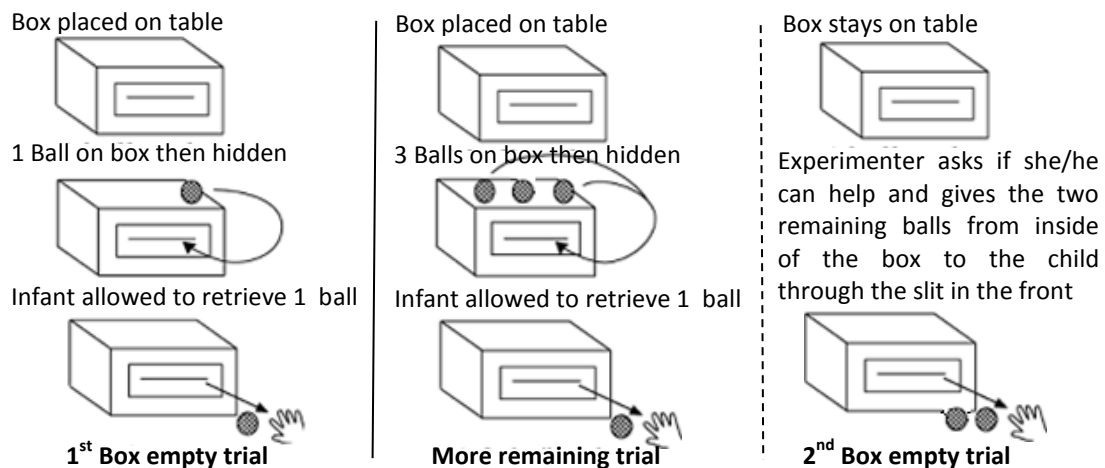 Box placed on table
1 Ball on box then hidden
Infant allowed to retrieve 1 ball
1st Box empty trial
Box placed on table
3 Balls on box then hidden
Infant allowed to retrieve 1 ball
More remaining trial
Box stays on table
Experimenter asks if she/he
can help and gives the two
remaining balls from inside
of the box to the child
through the slit in the front
2nd Box empty trial